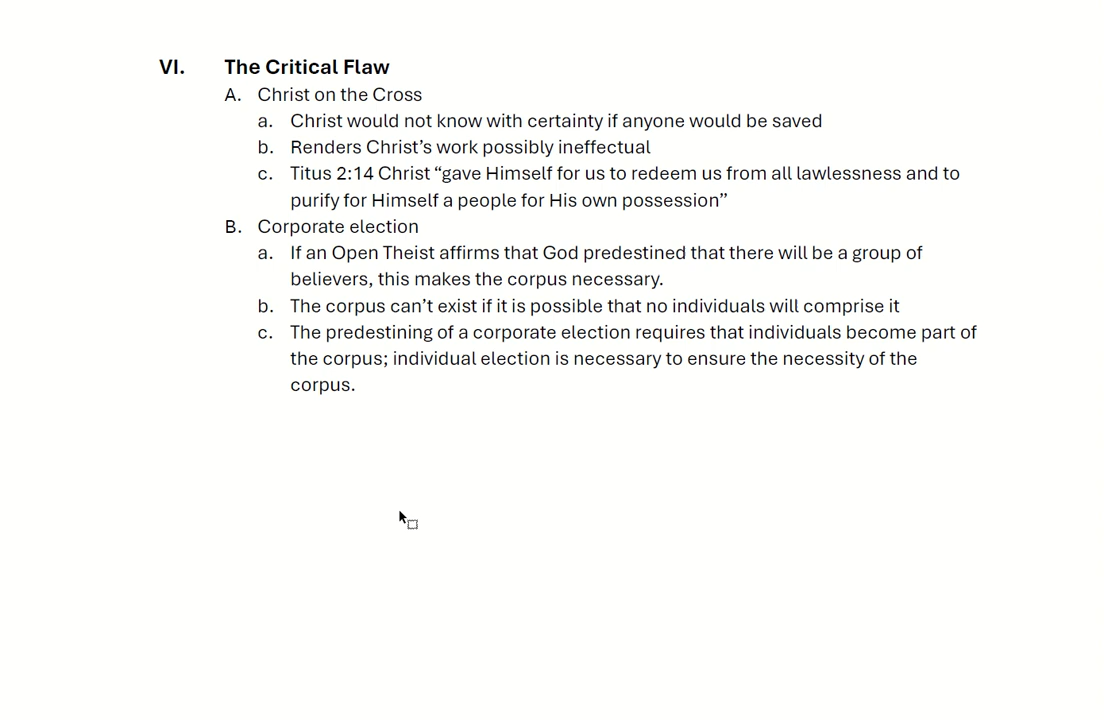 VI. The Critical Flaw
A. Christ on the Cross
a. Christ would not know with certainty if anyone would be saved
b. Renders Christ’s work possibly ineffectual
c. Titus 2:14 Christ “gave Himself for us to redeem us from all lawlessness and to
purify for Himself a people for His own possession”
B. Corporate election
a. If an Open Theist affirms that God predestined that there will be a group of
believers, this makes the corpus necessary.
b. The corpus can’t exist if it is possible that no individuals will comprise it
c. The predestining of a corporate election requires that individuals become part of
the corpus; individual election is necessary to ensure the necessity of the
corpus.